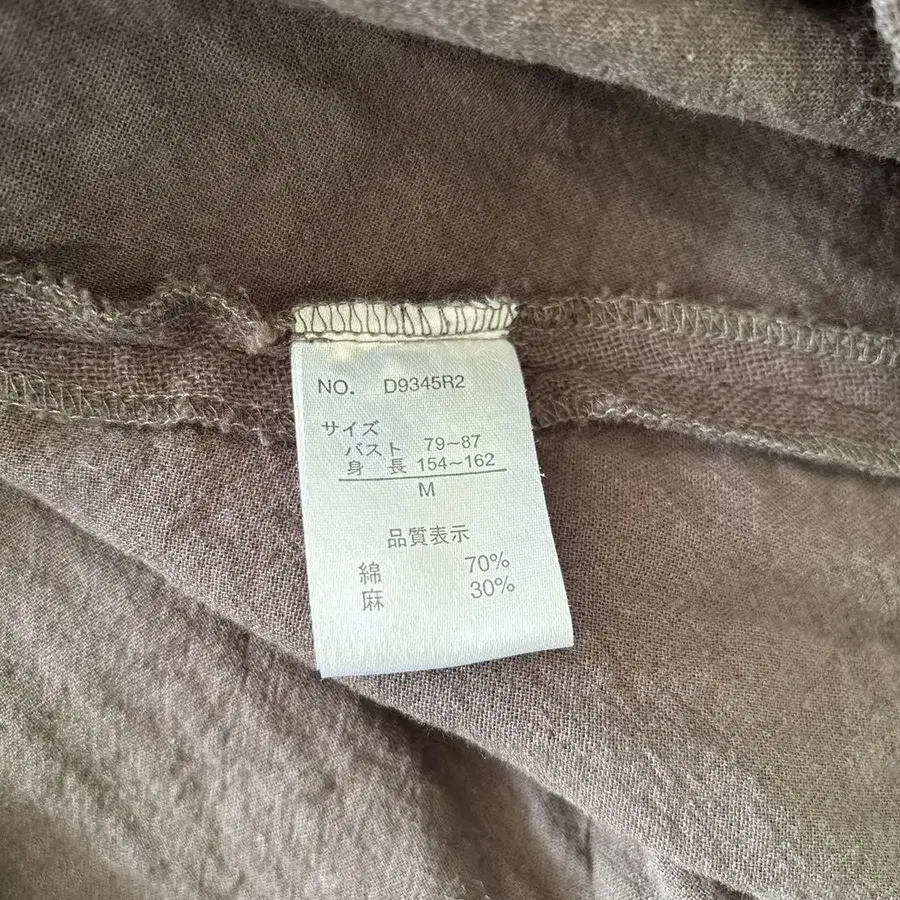 NO. D9345R2
サイズ
バスト 79~87
身長 154~162
M
品質表示
綿 70%
麻 30%